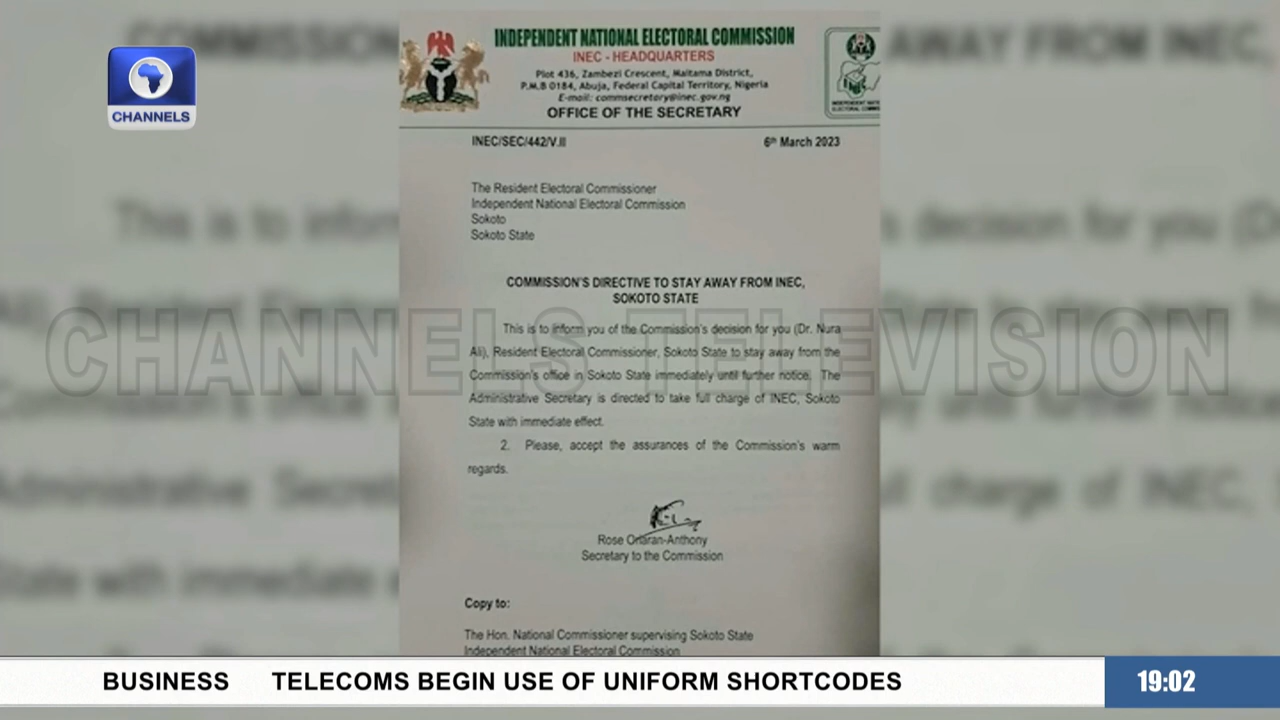 CHANNELS
INDEPENDENT NATIONAL ELECTORAL COMMISSION
INEC - HEADQUARTERS
Plot 436, Zambezi Crescent, Maitama District,
P.M.B 0184, Abuja, Federal Capital Territory, Nigeria
E-mail: commsecretary@inec.gov.ng
OFFICE OF THE SECRETARY
INEC/SEC/442/V.II
6th March 2023
The Resident Electoral Commissioner
Independent National Electoral Commission
Sokoto
Sokoto State
COMMISSION'S DIRECTIVE TO STAY AWAY FROM INEC,
SOKOTO STATE
This is to inform you of the Commission's decision for you (Dr. Nura
Ali), Resident Electoral Commissioner, Sokoto State to stay away from the
Commission's office in Sokoto State immediately until further notice. The
Administrative Secretary is directed to take full charge of INEC, Sokoto
State with immediate effect.
2. Please, accept the assurances of the Commission's warm
regards.
Rose Oriaran-Anthony
Secretary to the Commission
Copy to:
The Hon. National Commissioner supervising Sokoto State
Independent National Electoral Commission
CHANNELS TELEVISION
BUSINESS TELECOMS BEGIN USE OF UNIFORM SHORTCODES
19:02